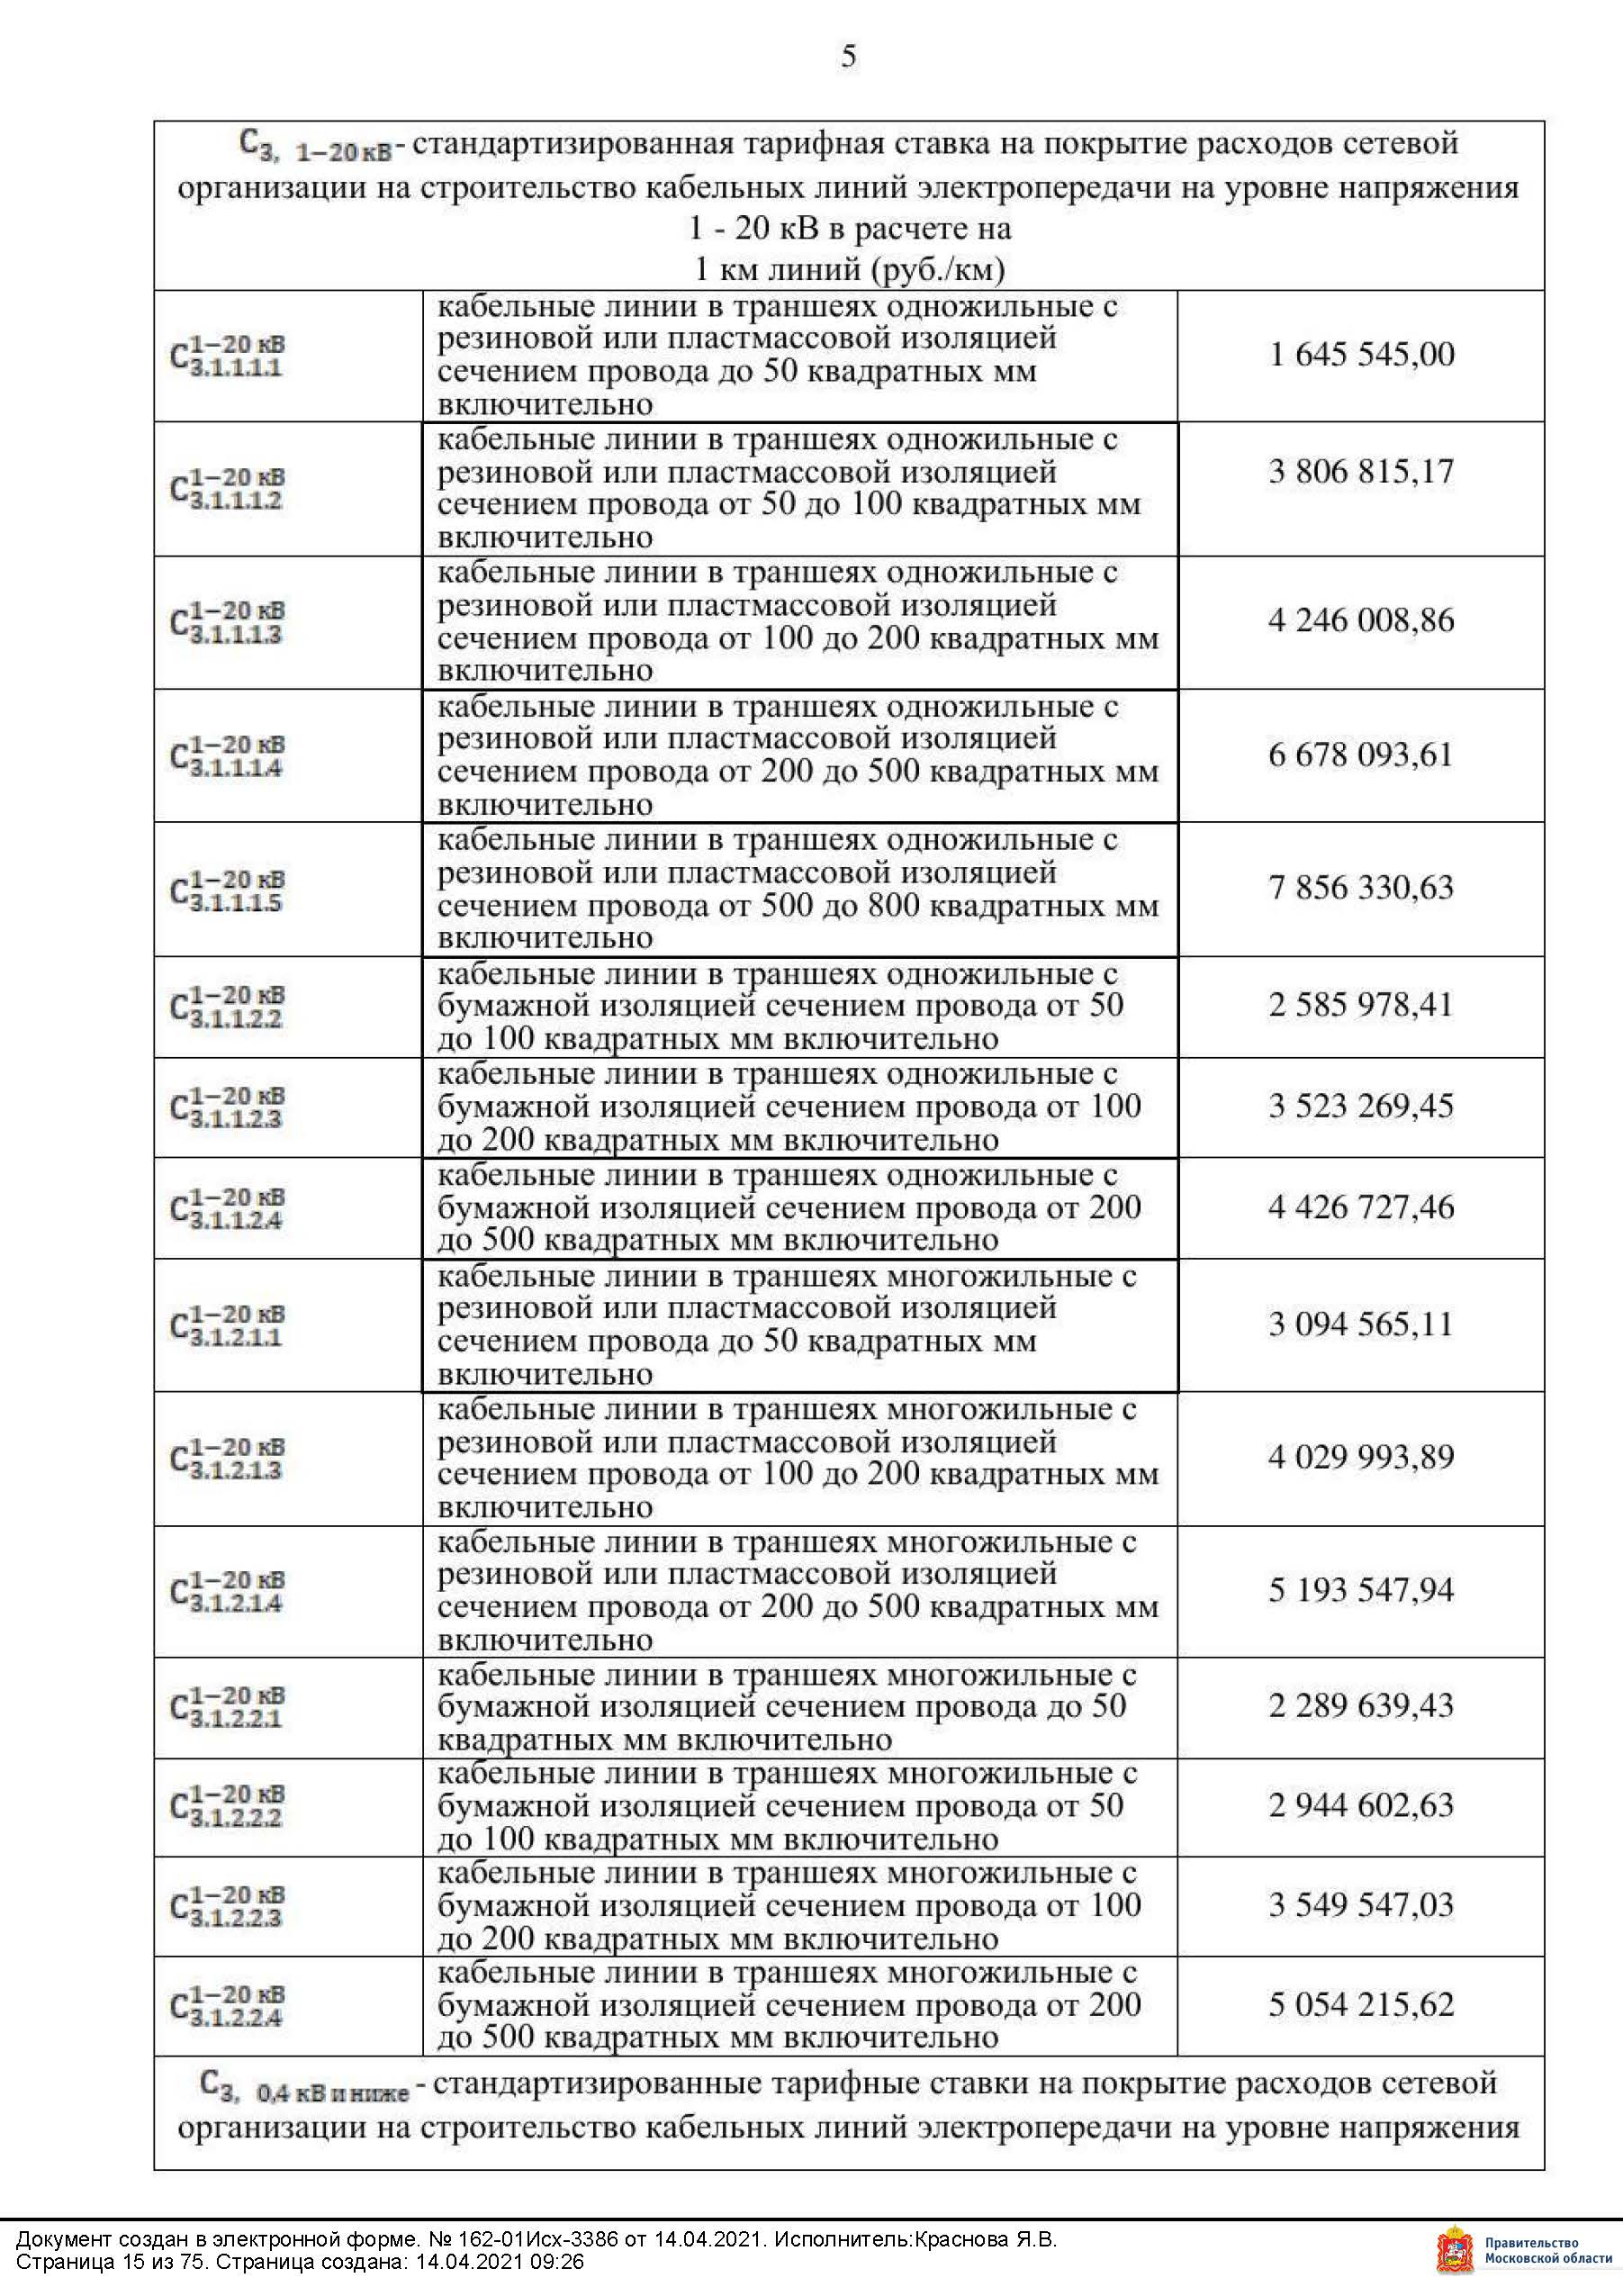 5
С3, 1–20 кВ - стандартизированная тарифная ставка на покрытие расходов сетевой
организации на строительство кабельных линий электропередачи на уровне напряжения
1 - 20 кВ в расчете на
1 км линий (руб./км)
С 1–20 кВ 3.1.1.1.1
кабельные линии в траншеях одножильные с
резиновой или пластмассовой изоляцией
сечением провода до 50 квадратных мм
включительно
1 645 545,00
С 1–20 кВ 3.1.1.1.2
кабельные линии в траншеях одножильные с
резиновой или пластмассовой изоляцией
сечением провода от 50 до 100 квадратных мм
включительно
3 806 815,17
С 1–20 кВ 3.1.1.1.3
кабельные линии в траншеях одножильные с
резиновой или пластмассовой изоляцией
сечением провода от 100 до 200 квадратных мм
включительно
4 246 008,86
С 1–20 кВ 3.1.1.1.4
кабельные линии в траншеях одножильные с
резиновой или пластмассовой изоляцией
сечением провода от 200 до 500 квадратных мм
включительно
6 678 093,61
С 1–20 кВ 3.1.1.1.5
кабельные линии в траншеях одножильные с
резиновой или пластмассовой изоляцией
сечением провода от 500 до 800 квадратных мм
включительно
7 856 330,63
С 1–20 кВ 3.1.1.2.2
кабельные линии в траншеях одножильные с
бумажной изоляцией сечением провода от 50
до 100 квадратных мм включительно
2 585 978,41
С 1–20 кВ 3.1.1.2.3
кабельные линии в траншеях одножильные с
бумажной изоляцией сечением провода от 100
до 200 квадратных мм включительно
3 523 269,45
С 1–20 кВ 3.1.1.2.4
кабельные линии в траншеях одножильные с
бумажной изоляцией сечением провода от 200
до 500 квадратных мм включительно
4 426 727,46
С 1–20 кВ 3.1.2.1.1
кабельные линии в траншеях многожильные с
резиновой или пластмассовой изоляцией
сечением провода до 50 квадратных мм
включительно
3 094 565,11
С 1–20 кВ 3.1.2.1.3
кабельные линии в траншеях многожильные с
резиновой или пластмассовой изоляцией
сечением провода от 100 до 200 квадратных мм
включительно
4 029 993,89
С 1–20 кВ 3.1.2.1.4
кабельные линии в траншеях многожильные с
резиновой или пластмассовой изоляцией
сечением провода от 200 до 500 квадратных мм
включительно
5 193 547,94
С 1–20 кВ 3.1.2.2.1
кабельные линии в траншеях многожильные с
бумажной изоляцией сечением провода до 50
квадратных мм включительно
2 289 639,43
С 1–20 кВ 3.1.2.2.2
кабельные линии в траншеях многожильные с
бумажной изоляцией сечением провода от 50
до 100 квадратных мм включительно
2 944 602,63
С 1–20 кВ 3.1.2.2.3
кабельные линии в траншеях многожильные с
бумажной изоляцией сечением провода от 100
до 200 квадратных мм включительно
3 549 547,03
С 1–20 кВ 3.1.2.2.4
кабельные линии в траншеях многожильные с
бумажной изоляцией сечением провода от 200
до 500 квадратных мм включительно
5 054 215,62
С3, 0,4 кВ и ниже - стандартизированные тарифные ставки на покрытие расходов сетевой
организации на строительство кабельных линий электропередачи на уровне напряжения
Документ создан в электронной форме. № 162-01Исх-3386 от 14.04.2021. Исполнитель:Краснова Я.В.
Страница 15 из 75. Страница создана: 14.04.2021 09:26
Правительство
Московской области